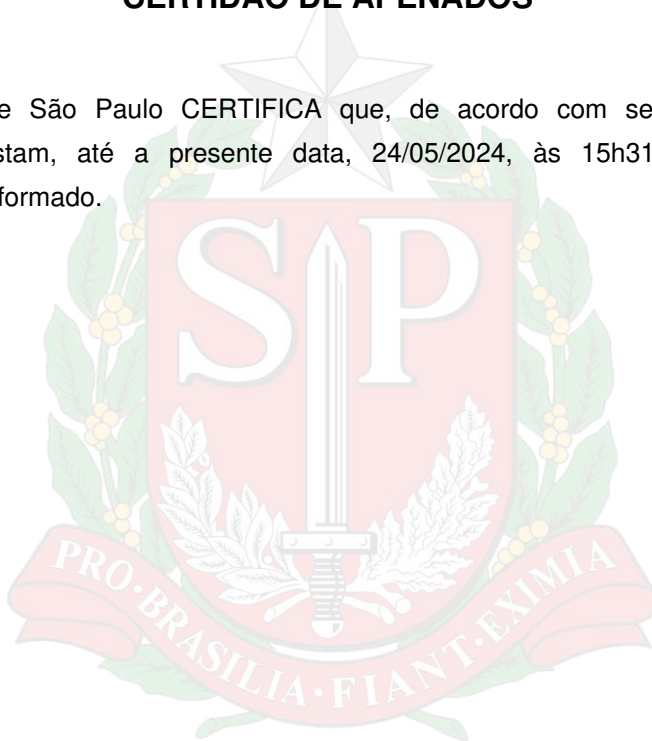 CERTIDÃO DE APENADOS
e São Paulo CERTIFICA que, de acordo com se
stam, até a presente data, 24/05/2024, às 15h31
formado.
SP
PRO·BRASILIA·FIANT·EXIMIA